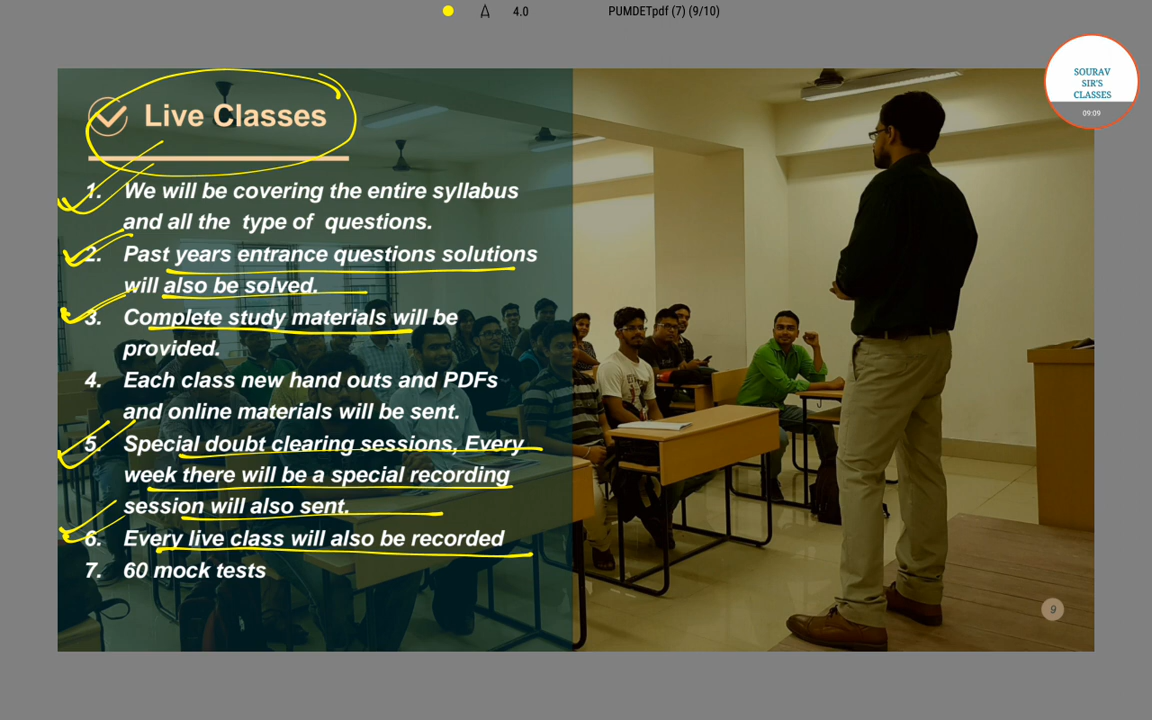 4.0 PUMDETpdf (7) (9/10)
SOURAV
SIR'S
CLASSES
09:09
Live Classes
1. We will be covering the entire syllabus
and all the type of questions.
2. Past years entrance questions solutions
will also be solved.
3. Complete study materials will be
provided.
4. Each class new hand outs and PDFs
and online materials will be sent.
5. Special doubt clearing sessions, Every
week there will be a special recording
session will also sent.
6. Every live class will also be recorded
7. 60 mock tests
9